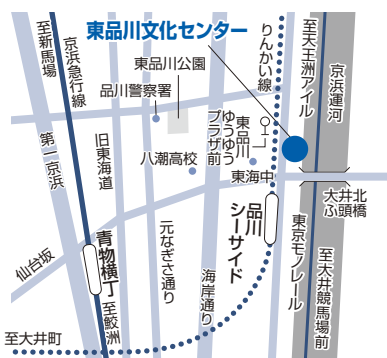 東品川文化センター
至新馬場
京浜急行線
東品川公園
品川警察署
りんかい線
至天王洲アイル
京浜運河
第一京浜
旧東海道
東品川
ゆうゆう
プラザ前
八潮高校
東海中
大井北
ふ頭橋
品川
シーサイド
仙台坂
青物横丁
至鮫洲
元なぎさ通り
海岸通り
東京モノレール
至大井競馬場前
至大井町